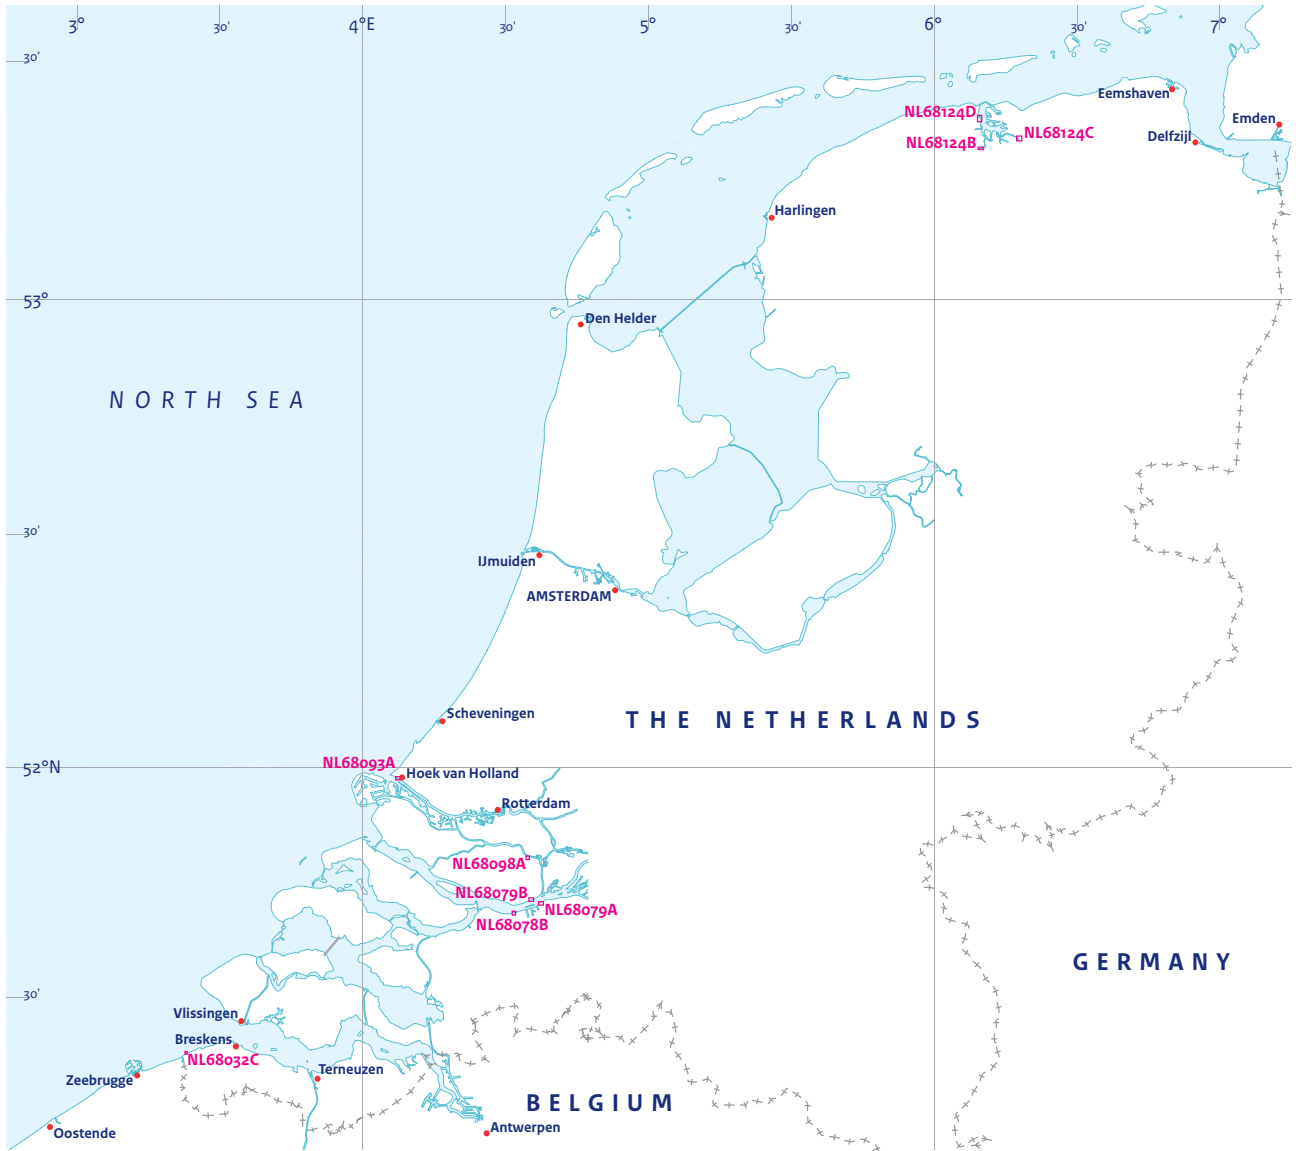 3°
30'
4°E
30'
5°
30'
6°
30'
7°
30'
Eemshaven
NL68124D
Emden
NL68124C
Delfzijl
NL68124B
Harlingen
53°
Den Helder
NORTH SEA
30'
IJmuiden
AMSTERDAM
Scheveningen
THE NETHERLANDS
NL68093A
52°N
Hoek van Holland
Rotterdam
NL68098A
NL68079B
NL68079A
NL68078B
GERMANY
30'
Vlissingen
Breskens
NL68032C
Terneuzen
Zeebrugge
BELGIUM
Antwerpen
Oostende